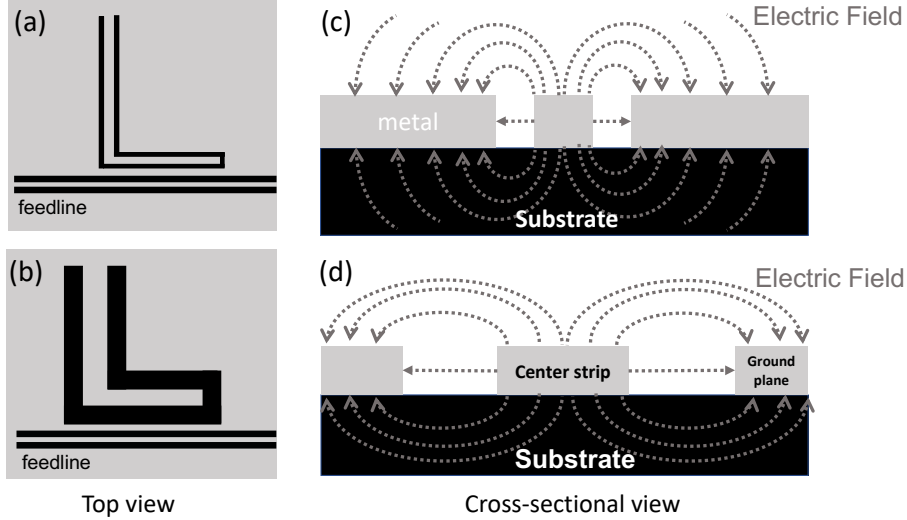 (a)
feedline
(b)
feedline
Top view
(c)
Electric Field
metal
Substrate
(d)
Electric Field
Center strip
Ground
plane
Substrate
Cross-sectional view